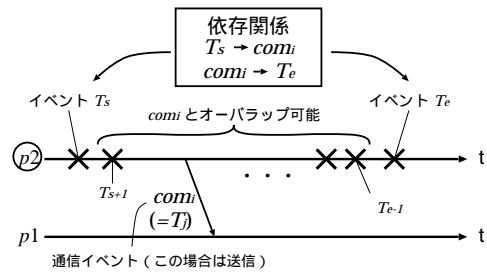 依存関係
Ts → comi
comi → Te
イベント Ts
comi とオーバラップ可能
イベント Te
p2
t
Ts+1
comi
(=Tj)
. . .
Te-1
p1
t
通信イベント ( この場合は送信 )